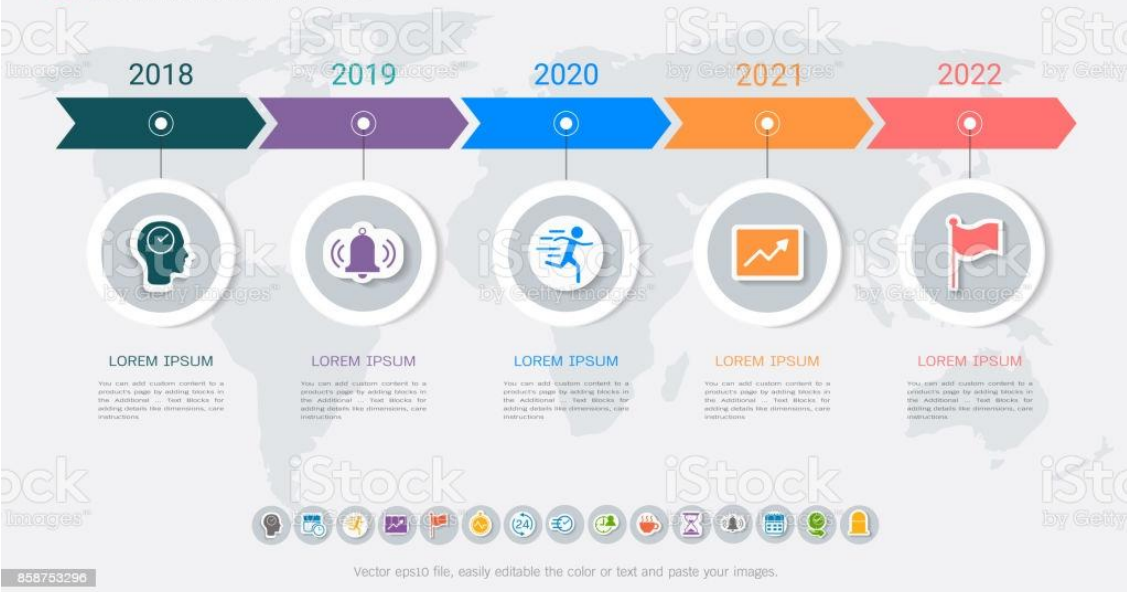 iStock
by Getty Images™
2018
2019
2020
2021
2022
LOREM IPSUM
You can add custom content to a
product's page by adding blocks in
the Additional ... Text Blocks for
adding details like dimensions, care
instructions
LOREM IPSUM
You can add custom content to a
product's page by adding blocks in
the Additional ... Text Blocks for
adding details like dimensions, care
instructions
LOREM IPSUM
You can add custom content to a
product's page by adding blocks in
the Additional ... Text Blocks for
adding details like dimensions, care
instructions
LOREM IPSUM
You can add custom content to a
product's page by adding blocks in
the Additional ... Text Blocks for
adding details like dimensions, care
instructions
LOREM IPSUM
You can add custom content to a
product's page by adding blocks in
the Additional ... Text Blocks for
adding details like dimensions, care
instructions
24
Vector eps10 file, easily editable the color or text and paste your images.
858753296